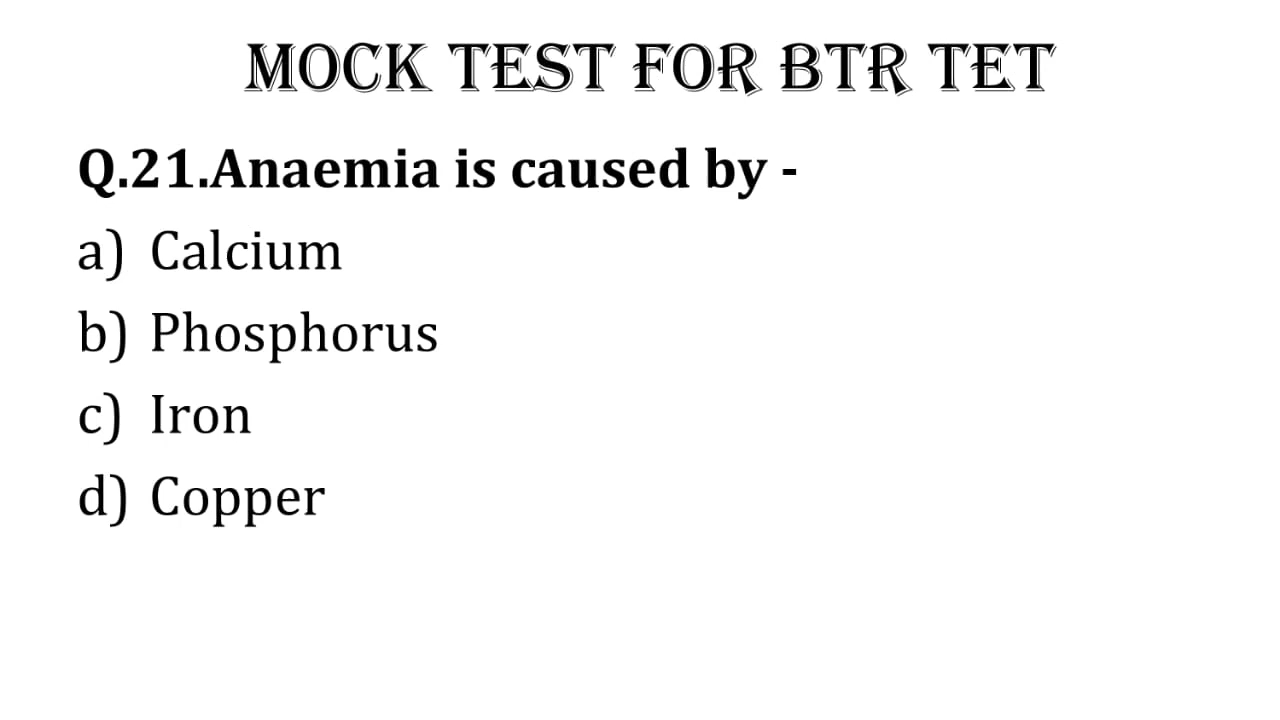 MOCK TEST FOR BTR TET
Q.21.Anaemia is caused by -
a) Calcium
b) Phosphorus
c) Iron
d) Copper